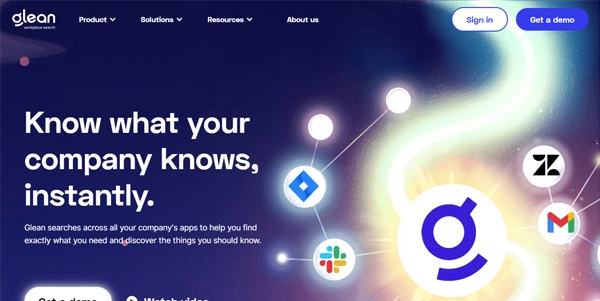 glean
workplace search
Product
Solutions
Resources
About us
Sign in
Get a demo
Know what your
company knows,
instantly.
Glean searches across all your company's apps to help you find
exactly what you need and discover the things you should know.
Get a demo
Watch video